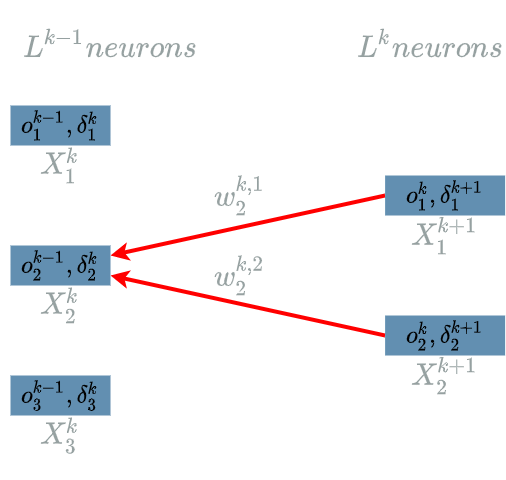 L^{k-1} neurons
L^{k} neurons
o_1^{k-1}, δ_1^k
X_1^k
w_2^{k,1}
o_1^k, δ_1^{k+1}
X_1^{k+1}
o_2^{k-1}, δ_2^k
X_2^k
w_2^{k,2}
o_2^k, δ_2^{k+1}
X_2^{k+1}
o_3^{k-1}, δ_3^k
X_3^k